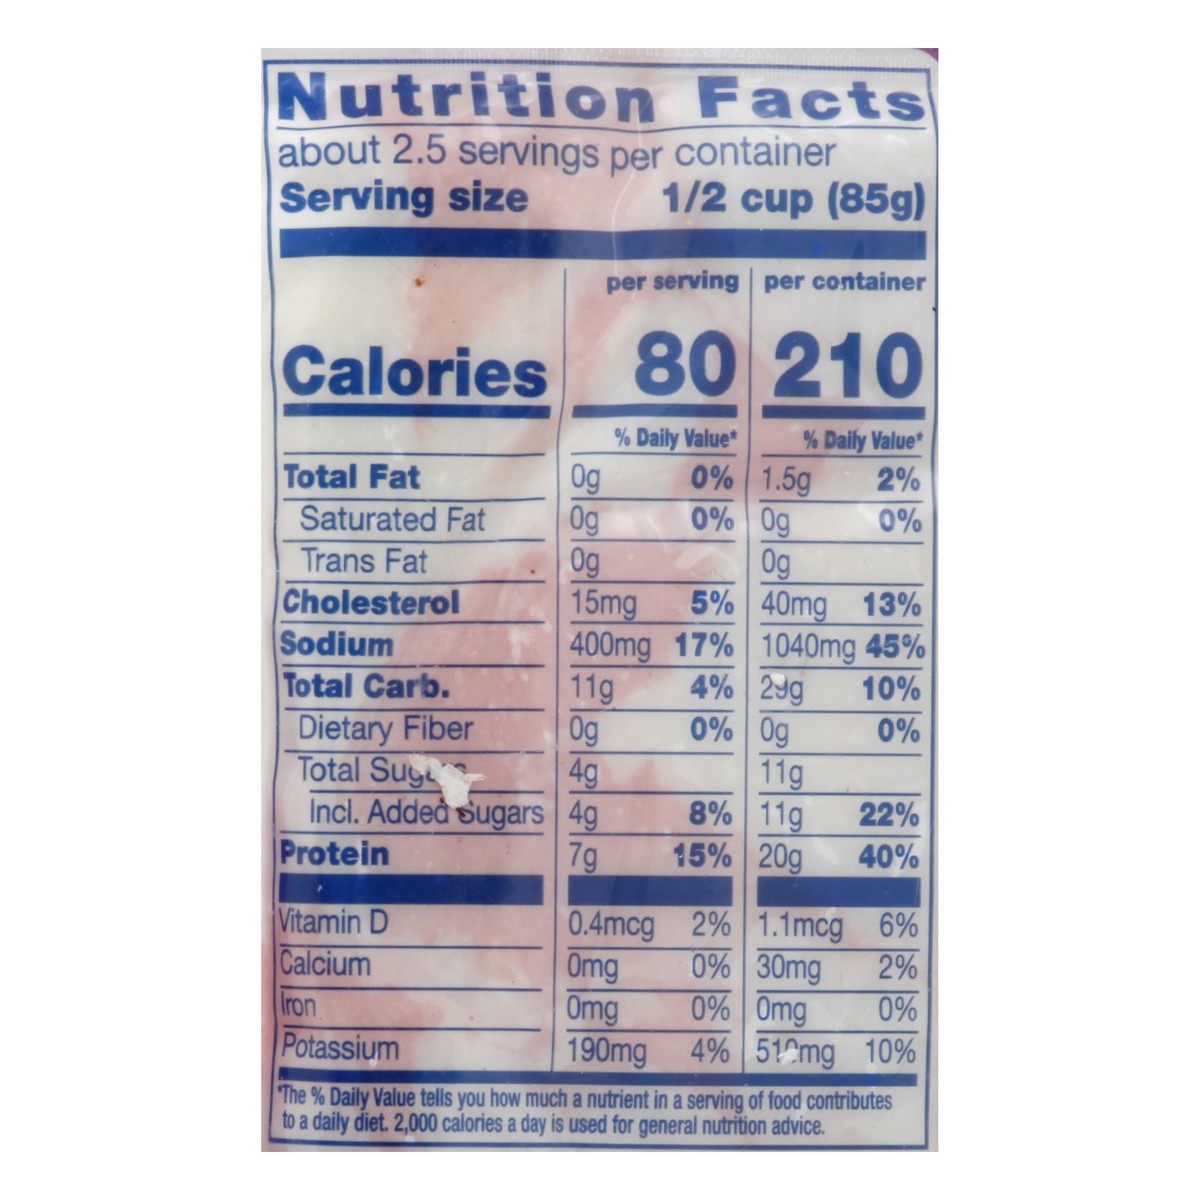 Nutrition Facts
about 2.5 servings per container
Serving size 1/2 cup (85g)
per serving per container
Calories 80 210
% Daily Value* % Daily Value*
Total Fat 0g 0% 1.5g 2%
Saturated Fat 0g 0% 0g 0%
Trans Fat 0g 0g
Cholesterol 15mg 5% 40mg 13%
Sodium 400mg 17% 1040mg 45%
Total Carb. 11g 4% 29g 10%
Dietary Fiber 0g 0% 0g 0%
Total Sugars 4g 11g
Incl. Added Sugars 4g 8% 11g 22%
Protein 7g 15% 20g 40%
Vitamin D 0.4mcg 2% 1.1mcg 6%
Calcium 0mg 0% 30mg 2%
Iron 0mg 0% 0mg 0%
Potassium 190mg 4% 10%
*The % Daily Value tells you how much a nutrient in a serving of food contributes
to a daily diet. 2,000 calories a day is used for general nutrition advice.